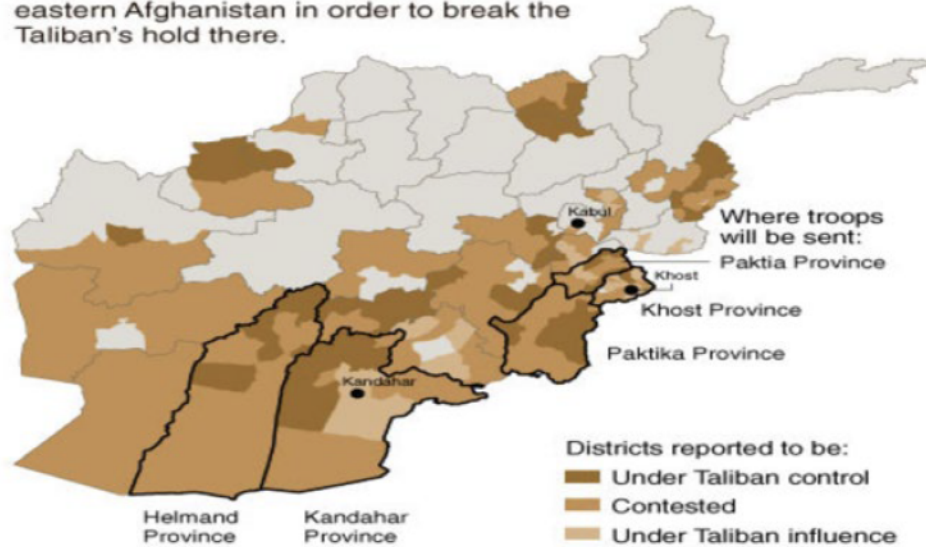 eastern Afghanistan in order to break the
Taliban's hold there.
Kabul
Where troops
will be sent:
Paktia Province
Khost
Khost Province
Paktika Province
Kandahar
Districts reported to be:
Under Taliban control
Contested
Under Taliban influence
Helmand
Province
Kandahar
Province